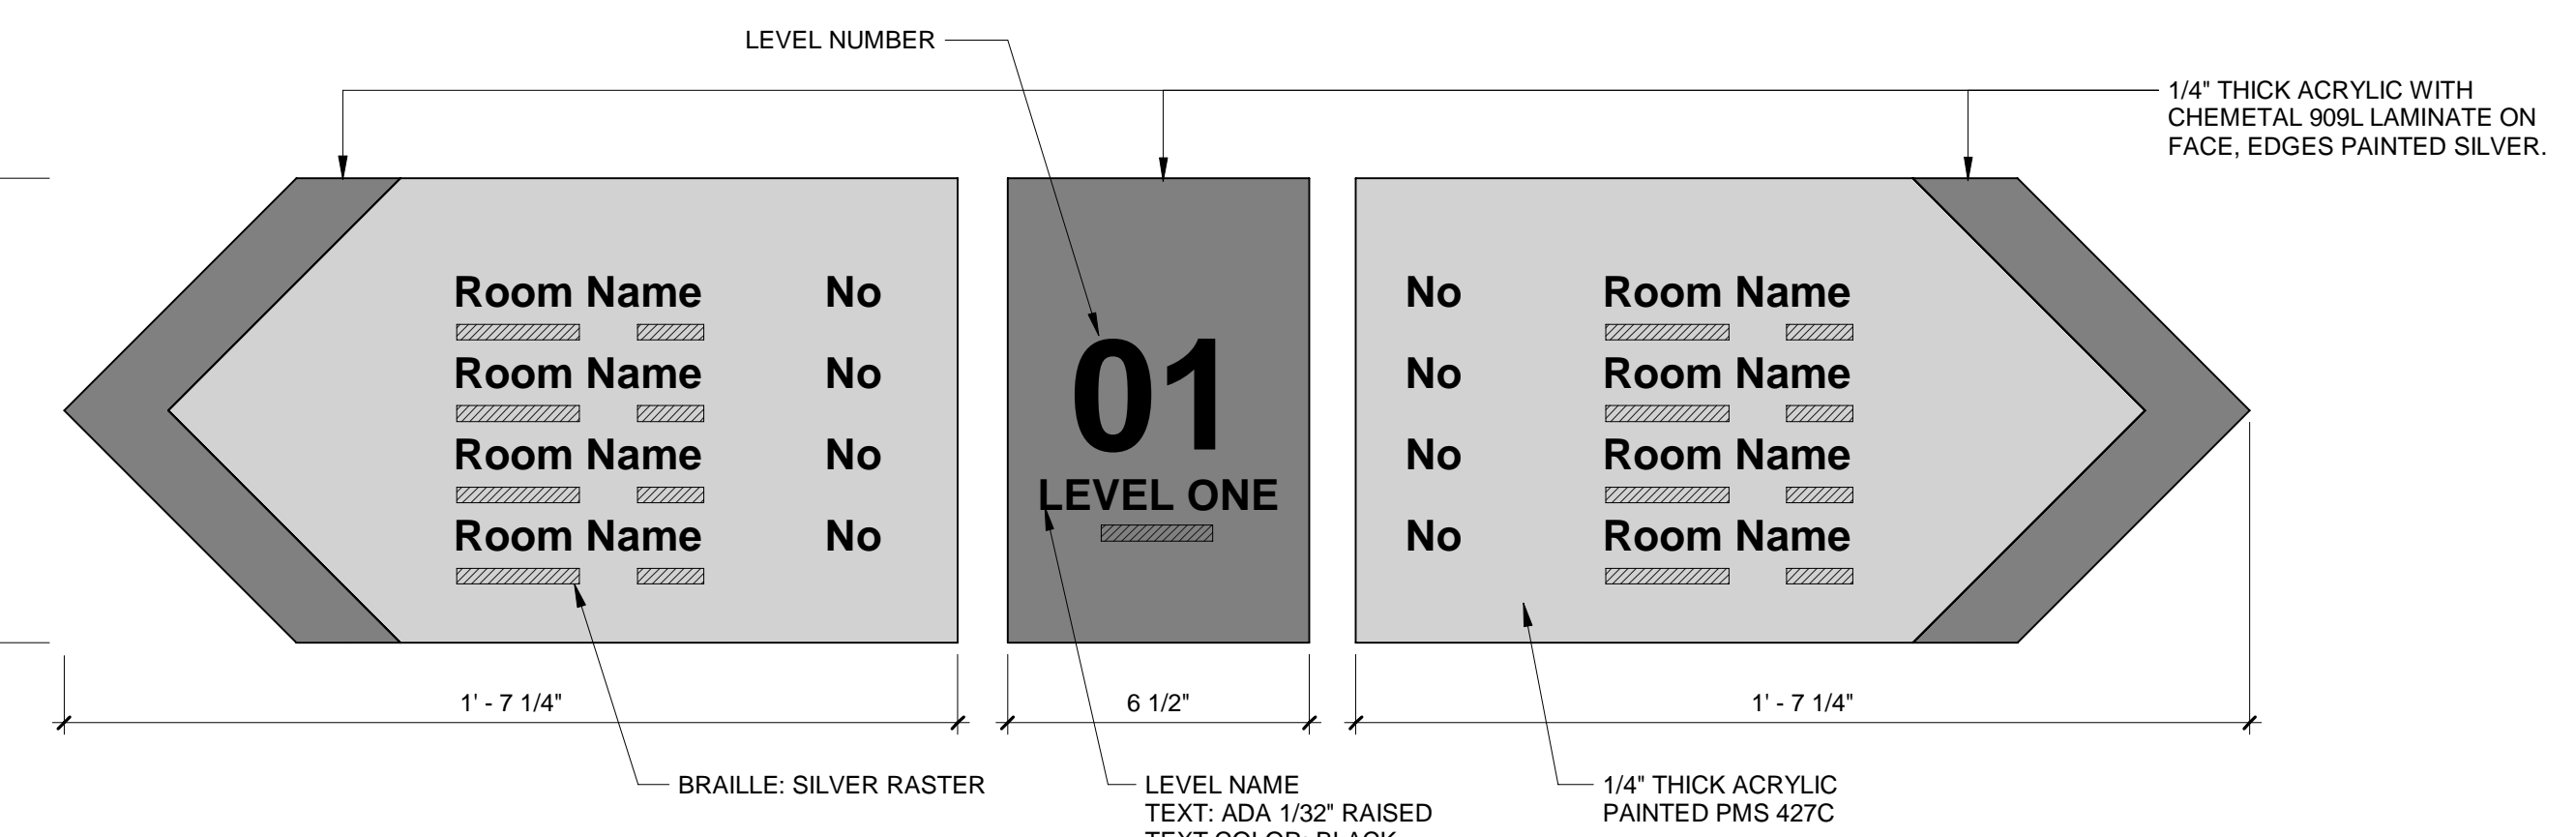 LEVEL NUMBER
1/4" THICK ACRYLIC WITH
CHEMETAL 909L LAMINATE ON
FACE, EDGES PAINTED SILVER.
Room Name No
Room Name No
Room Name No
Room Name No
01
LEVEL ONE
No Room Name
No Room Name
No Room Name
No Room Name
1' - 7 1/4"
6 1/2"
1' - 7 1/4"
BRAILLE: SILVER RASTER
LEVEL NAME
TEXT: ADA 1/32" RAISED
TEXT COLOR: BLACK
1/4" THICK ACRYLIC
PAINTED PMS 427C